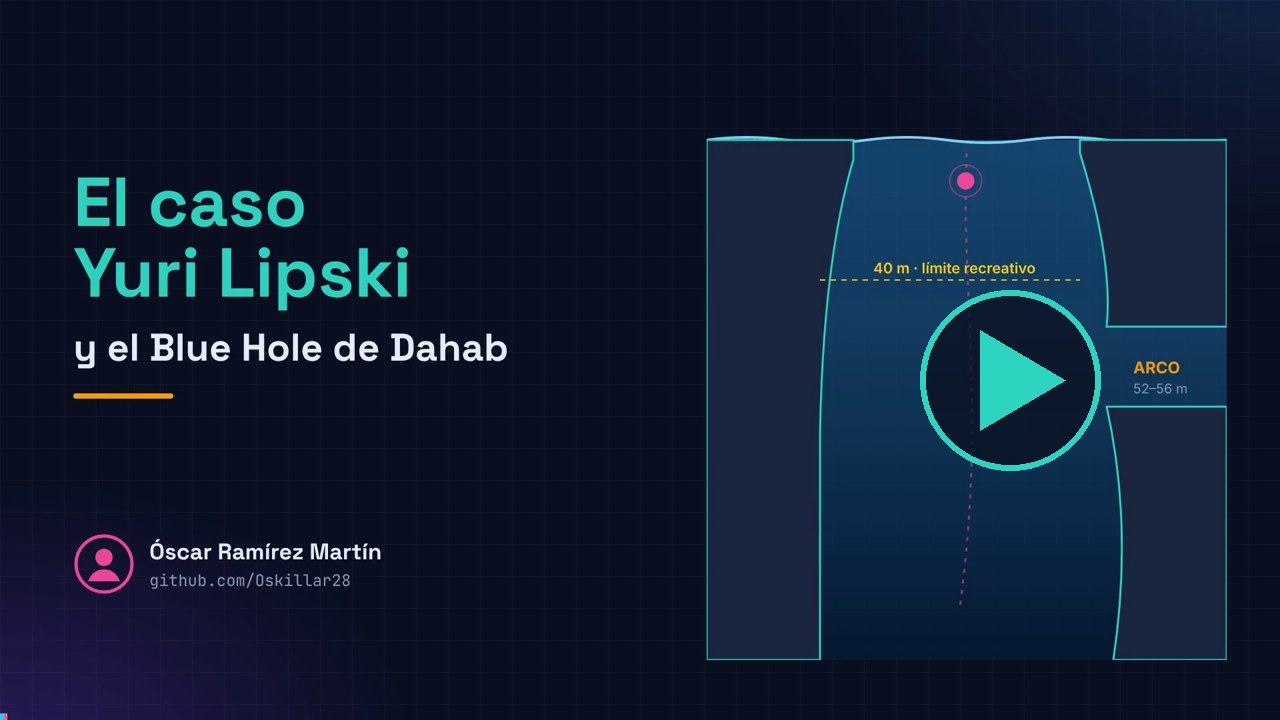 El caso
Yuri Lipski
y el Blue Hole de Dahab
Óscar Ramírez Martín
github.com/Oskillar28
40 m · límite recreativo
ARCO
52–56 m